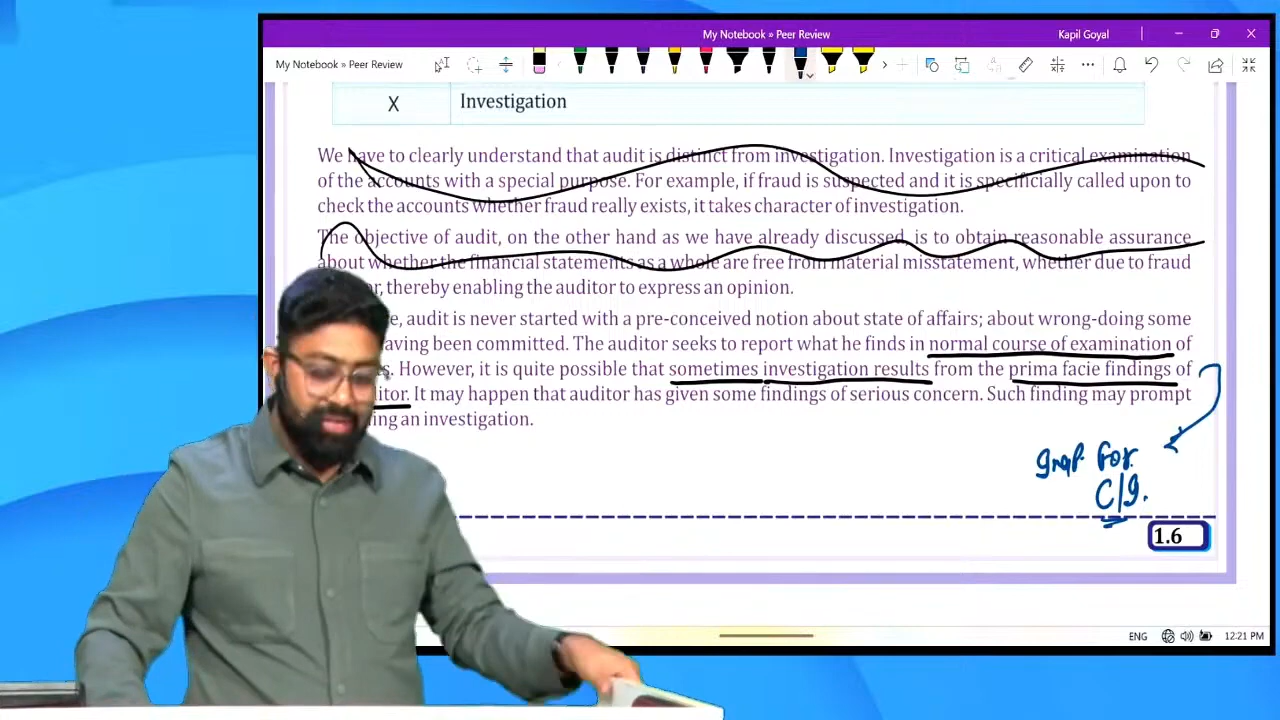 My Notebook » Peer Review
Kapil Goyal
My Notebook » Peer Review
X Investigation
We have to clearly understand that audit is distinct from investigation. Investigation is a critical examination
of the accounts with a special purpose. For example, if fraud is suspected and it is specificially called upon to
check the accounts whether fraud really exists, it takes character of investigation.
The objective of audit, on the other hand as we have already discussed, is to obtain reasonable assurance
about whether the financial statements as a whole are free from material misstatement, whether due to fraud
thereby enabling the auditor to express an opinion.
audit is never started with a pre-conceived notion about state of affairs; about wrong-doing some
having been committed. The auditor seeks to report what he finds in normal course of examination of
However, it is quite possible that sometimes investigation results from the prima facie findings of
It may happen that auditor has given some findings of serious concern. Such finding may prompt
an investigation.
for
C/I.
1.6
ENG 12:21 PM